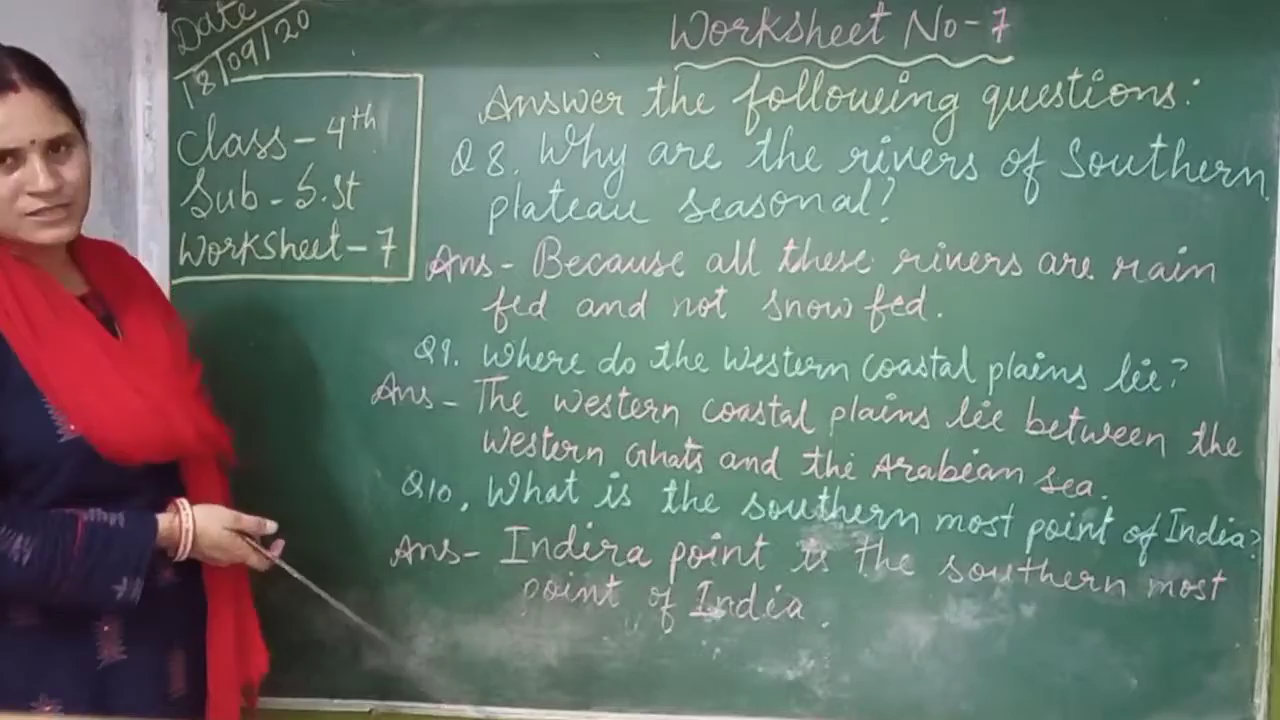 Date
18/09/20
Class - 4th
Sub - S.St
Worksheet - 7
Worksheet No - 7
Answer the following questions:
Q 8. Why are the rivers of Southern
plateau seasonal?
Ans - Because all these rivers are rain
fed and not snow fed.
Q9. Where do the Western coastal plains lie?
Ans - The western coastal plains lie between the
western Ghats and the Arabian sea.
Q10. What is the southern most point of India?
Ans - Indira point is the southern most
point of India.